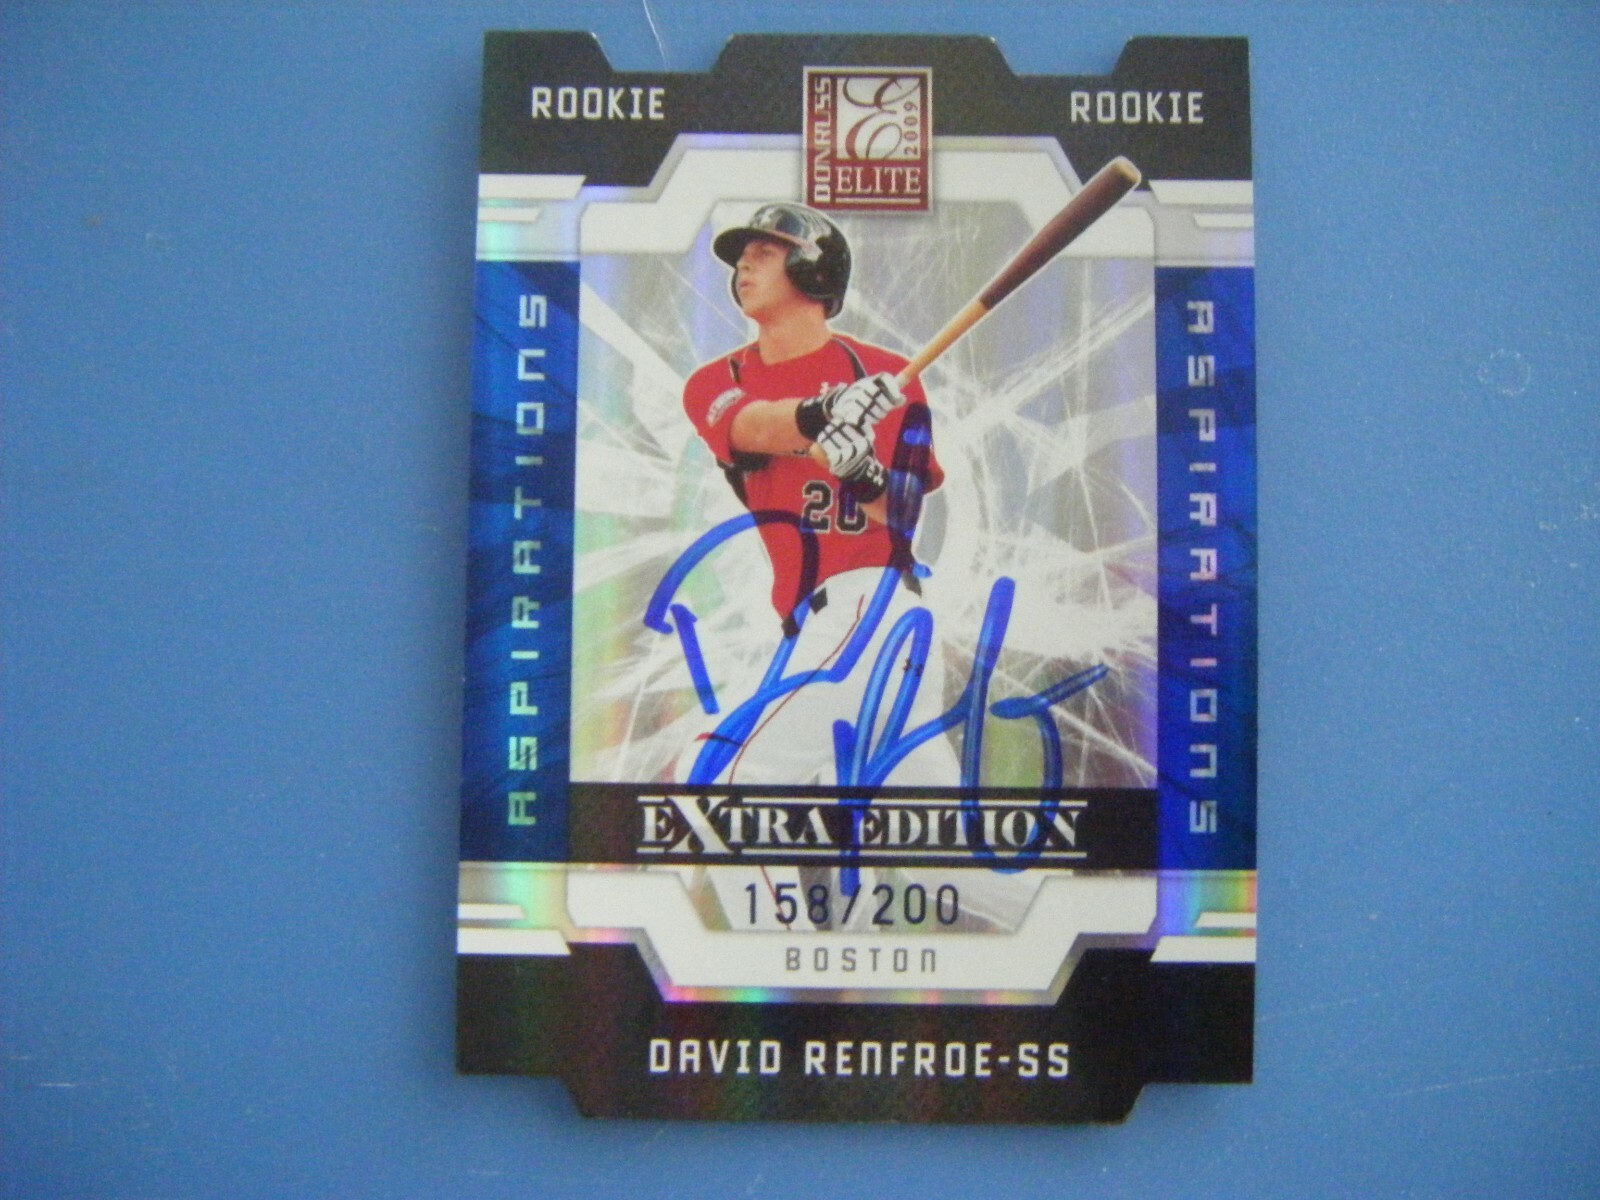 ROOKIE
ROOKIE
DONRUSS
E
2009
ELITE
ASPIRATIONS
ASPIRATIONS
20
EXTRA EDITION
158/200
BOSTON
DAVID RENFROE-SS